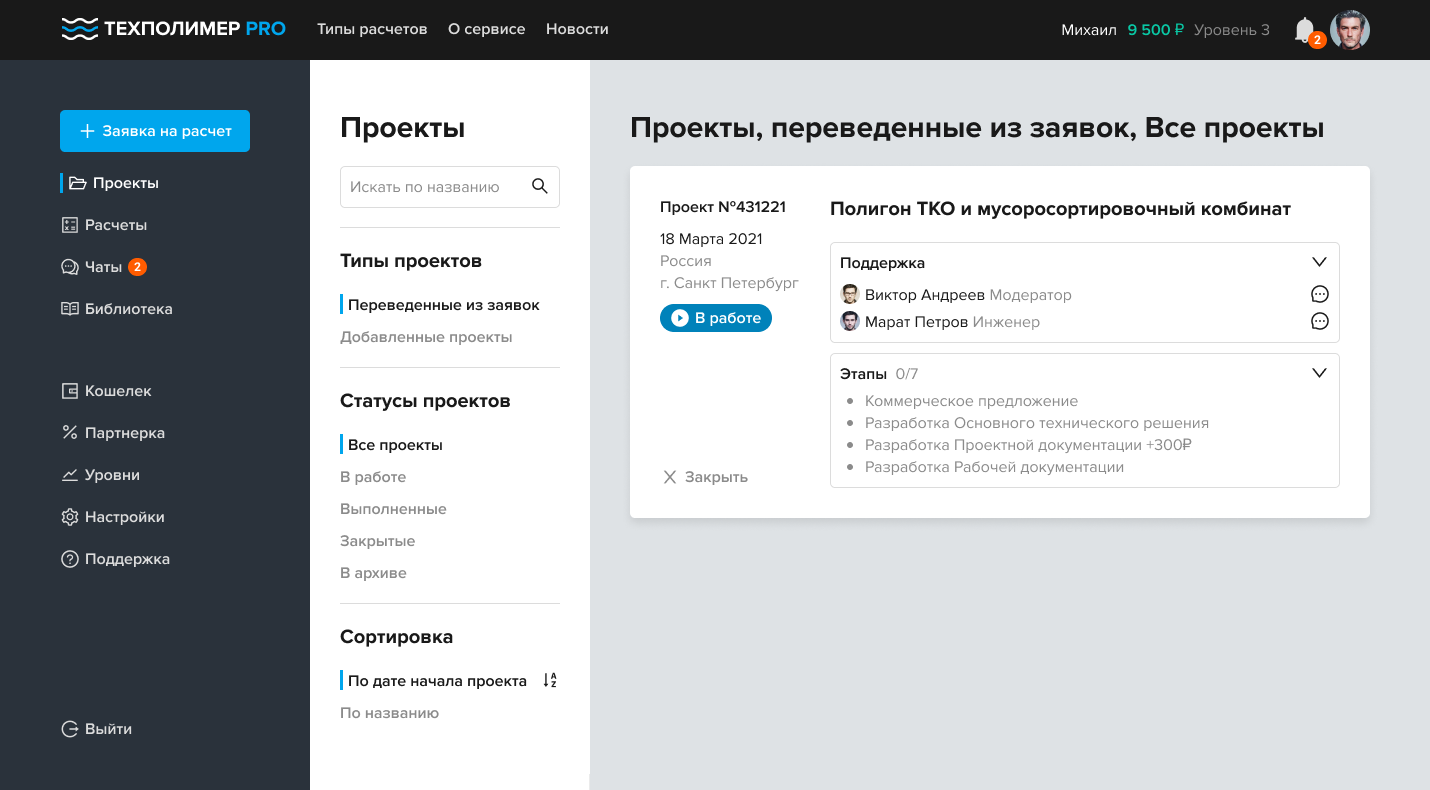 ТЕХПОЛИМЕР PRO
Типы расчетов
О сервисе
Новости
Михаил 9 500 ₽ Уровень 3
2
Заявка на расчет
Проекты
Расчеты
Чаты 2
Библиотека
Кошелек
Партнерка
Уровни
Настройки
Поддержка
Выйти
Проекты
Искать по названию
Типы проектов
Переведенные из заявок
Добавленные проекты
Статусы проектов
Все проекты
В работе
Выполненные
Закрытые
В архиве
Сортировка
По дате начала проекта
A
Z
По названию
Проекты, переведенные из заявок, Все проекты
Проект №431221
18 Марта 2021
Россия
г. Санкт Петербург
В работе
Закрыть
Полигон ТКО и мусоросортировочный комбинат
Поддержка
Виктор Андреев Модератор
Марат Петров Инженер
Этапы 0/7
Коммерческое предложение
Разработка Основного технического решения
Разработка Проектной документации +300₽
Разработка Рабочей документации